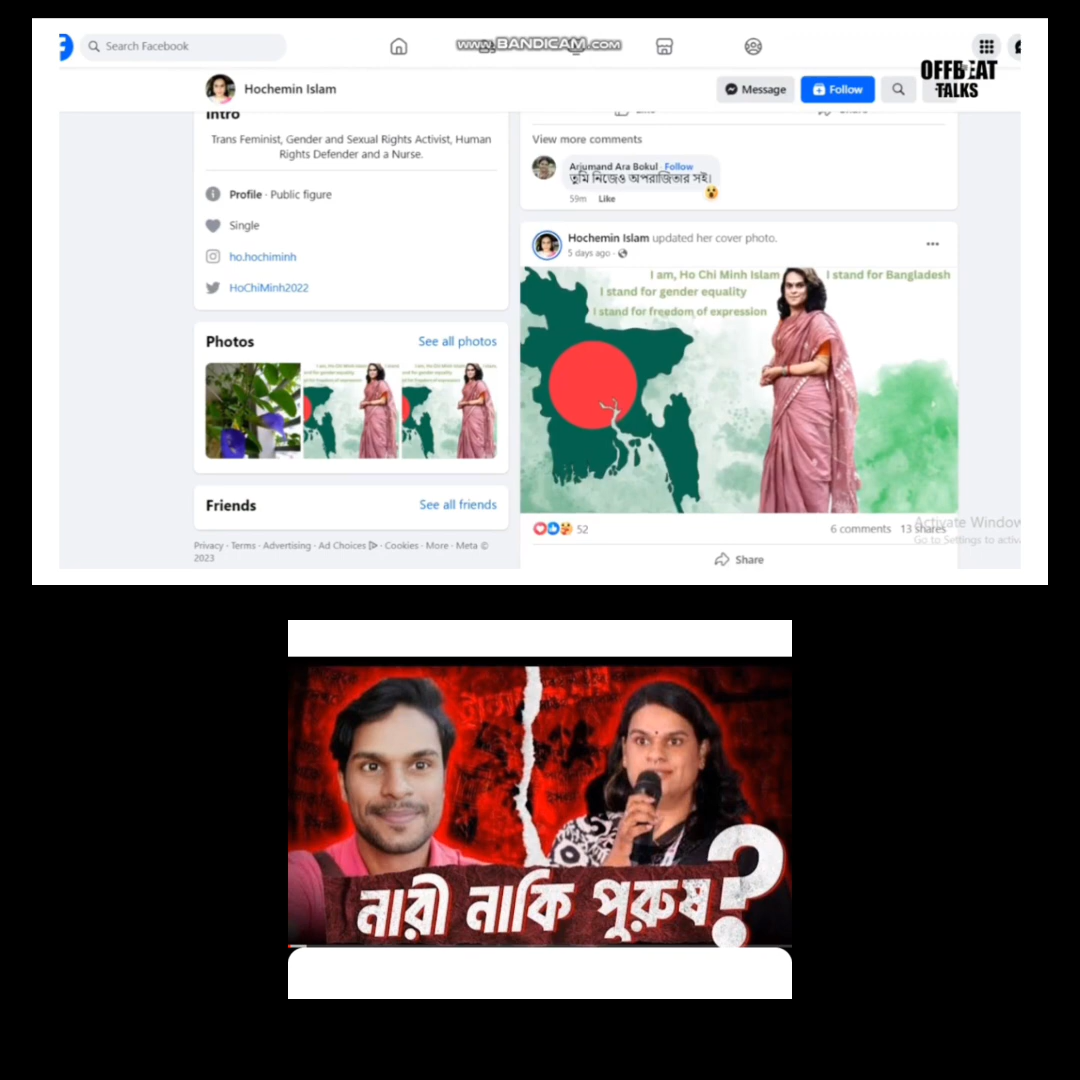 Search Facebook
www.BANDICAM.com
OFFBEAT
TALKS
Hochemin Islam
Message
Follow
Intro
Trans Feminist, Gender and Sexual Rights Activist, Human
Rights Defender and a Nurse.
Profile · Public figure
Single
ho.hochiminh
HoChiMinh2022
Photos
See all photos
Friends
See all friends
Privacy · Terms · Advertising · Ad Choices · Cookies · More · Meta ©
2023
View more comments
Arjumand Ara Bokul · Follow
তুমি নিজেও অপরাজিতার সই।
59m Like
Hochemin Islam updated her cover photo.
5 days ago ·
I am, Ho Chi Minh Islam
I stand for Bangladesh
I stand for gender equality
I stand for freedom of expression
52
6 comments 13 shares
Activate Window
Go to Settings to activ
Share
নারী নাকি পুরুষ?